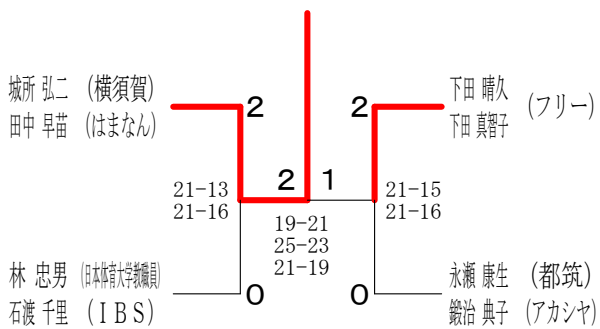 城所 弘二 (横須賀)
田中 早苗 (はまなん)
2
2
下田 晴久
下田 真智子
(フリー)
21-13
21-16
2 1
19-21
25-23
21-19
21-15
21-16
林 忠男 (日本体育大学教職員)
石渡 千里 (IBS)
0
0
永瀬 康生 (都筑)
鍛治 典子 (アカシヤ)